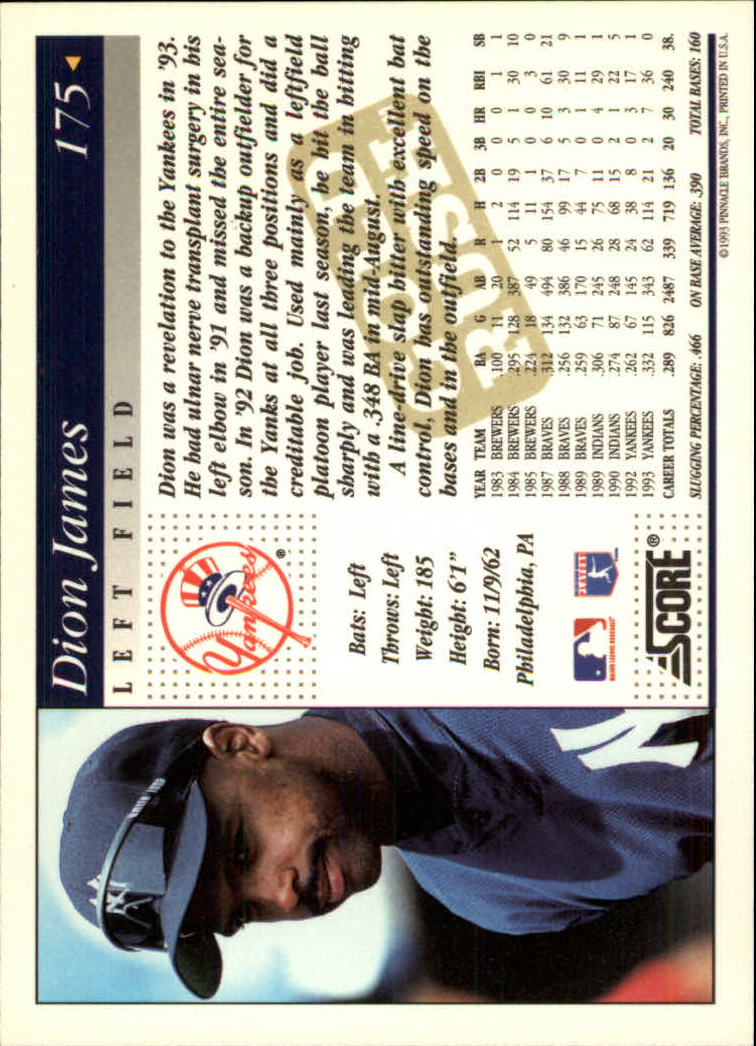 Dion James 175
LEFT FIELD
Yankees
®
Bats: Left
Throws: Left
Weight: 185
Height: 6'1"
Born: 11/9/62
Philadelphia, PA
SCORE®
Dion was a revelation to the Yankees in '93.
He had ulnar nerve transplant surgery in his
left elbow in '91 and missed the entire sea-
son. In '92 Dion was a backup outfielder for
the Yanks at all three positions and did a
creditable job. Used mainly as a leftfield
platoon player last season, he hit the ball
sharply and was leading the team in hitting
with a .348 BA in mid-August.
A line-drive slap hitter with excellent bat
control, Dion has outstanding speed on the
bases and in the outfield.
GOLD
RUSH
YEAR TEAM BA G AB R H 2B 3B HR RBI SB
1983 BREWERS .100 11 20 1 2 0 0 0 1 1
1984 BREWERS .295 128 387 52 114 19 5 1 30 10
1985 BREWERS .224 18 49 5 11 1 0 0 3 0
1987 BRAVES .312 134 494 80 154 37 6 10 61 21
1988 BRAVES .256 132 386 46 99 17 5 3 30 9
1989 BRAVES .259 63 170 15 44 7 0 1 11 1
1989 INDIANS .306 71 245 26 75 11 0 4 29 1
1990 INDIANS .274 87 248 28 68 15 2 1 22 5
1992 YANKEES .262 67 145 24 38 8 0 3 17 1
1993 YANKEES .332 115 343 62 114 21 2 7 36 0
CAREER TOTALS .289 826 2487 339 719 136 20 30 240 38.
SLUGGING PERCENTAGE: .466 ON BASE AVERAGE: .390 TOTAL BASES: 160
©1993 PINNACLE BRANDS, INC., PRINTED IN U.S.A.